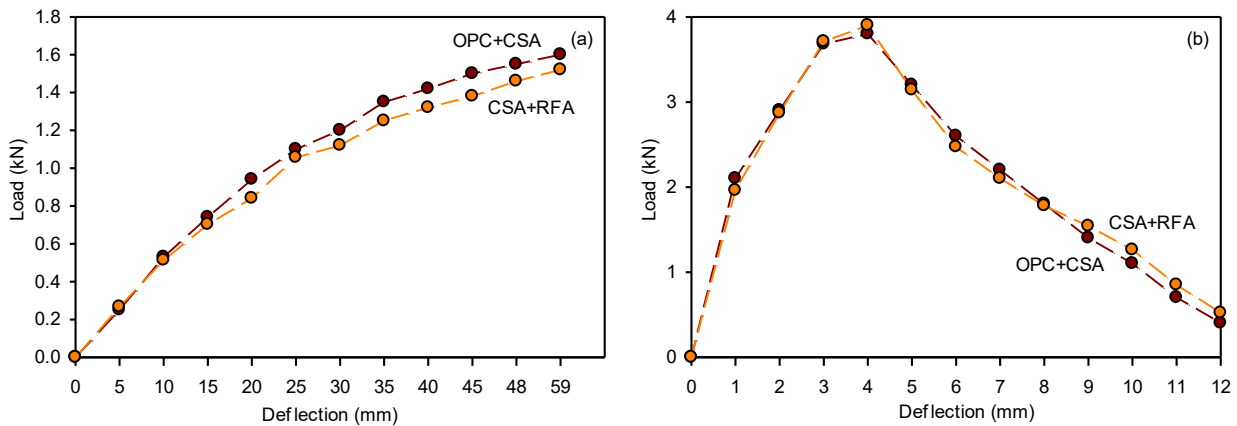 (a)
1.8
1.6
1.4
1.2
1.0
0.8
0.6
0.4
0.2
0.0
Load (kN)
OPC+CSA
CSA+RFA
0 5 10 15 20 25 30 35 40 45 48 59
Deflection (mm)
(b)
4
3
2
1
0
Load (kN)
CSA+RFA
OPC+CSA
0 1 2 3 4 5 6 7 8 9 10 11 12
Deflection (mm)